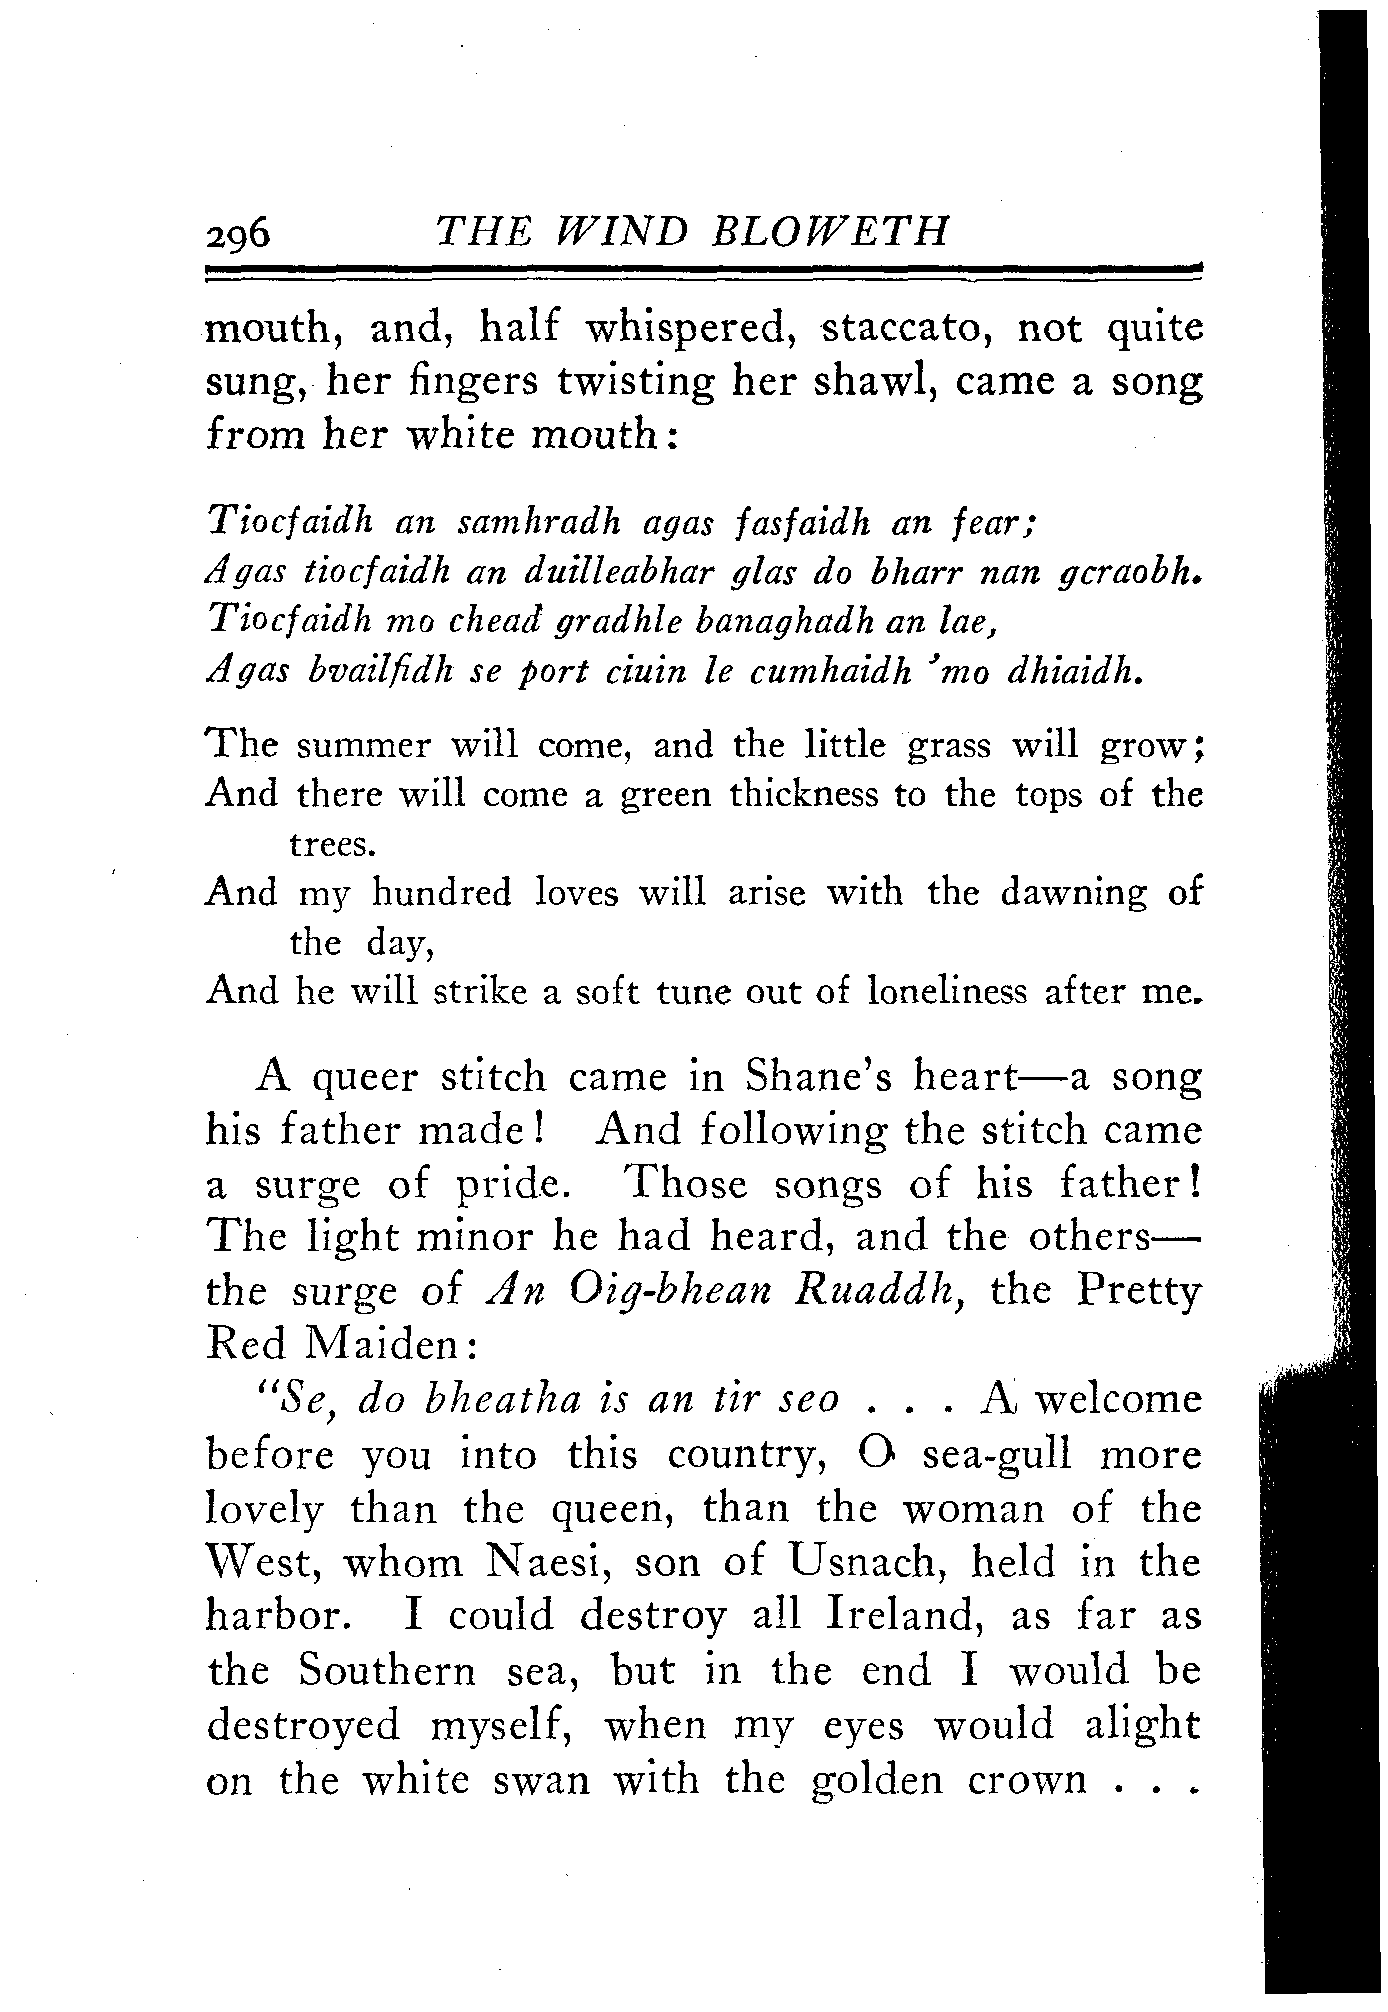 296 THE WIND BLOWETH
mouth, and, half whispered, staccato, not quite
sung, her fingers twisting her shawl, came a song
from her white mouth:
Tiocfaidh an samhradh agas fasfaidh an fear;
Agas tiocfaidh an duilleabhar glas do bharr nan gcraobh.
Tiocfaidh mo chead gradhle banaghadh an lae,
Agas bvailfidh se port ciuin le cumhaidh 'mo dhiaidh.
The summer will come, and the little grass will grow;
And there will come a green thickness to the tops of the
trees.
And my hundred loves will arise with the dawning of
the day,
And he will strike a soft tune out of loneliness after me.
A queer stitch came in Shane's heart—a song
his father made! And following the stitch came
a surge of pride. Those songs of his father!
The light minor he had heard, and the others—
the surge of An Oig-bhean Ruaddh, the Pretty
Red Maiden:
"Se, do bheatha is an tir seo . . . A welcome
before you into this country, O sea-gull more
lovely than the queen, than the woman of the
West, whom Naesi, son of Usnach, held in the
harbor. I could destroy all Ireland, as far as
the Southern sea, but in the end I would be
destroyed myself, when my eyes would alight
on the white swan with the golden crown . . .